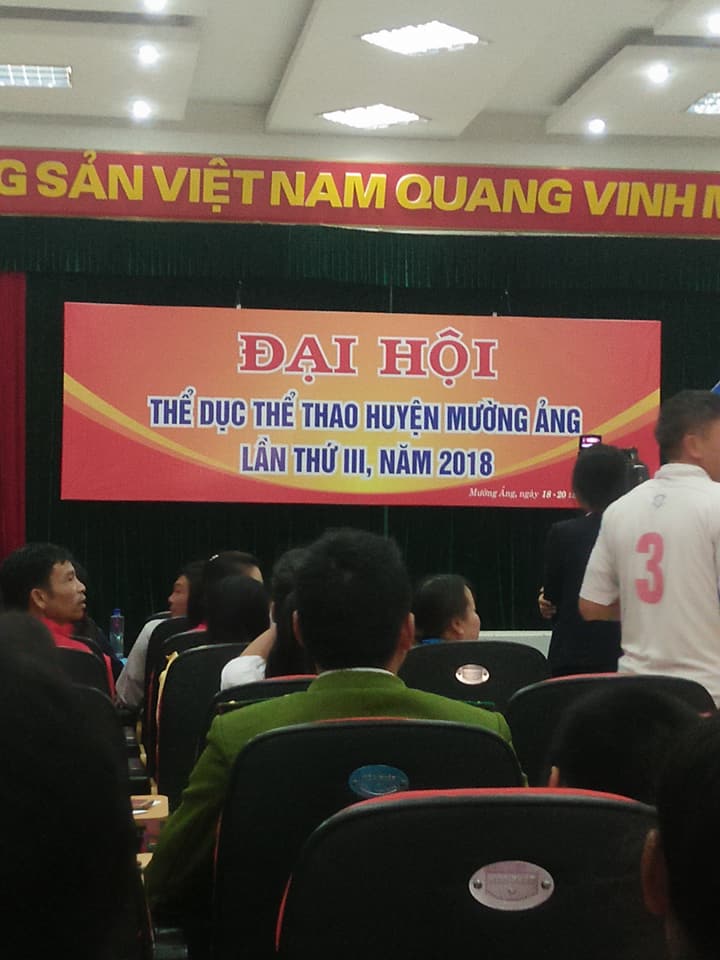 G SẢN VIỆT NAM QUANG VINH M
ĐẠI HỘI
THỂ DỤC THỂ THAO HUYỆN MƯỜNG ẢNG
LẦN THỨ III, NĂM 2018
Mường Ảng, ngày 18-20
3